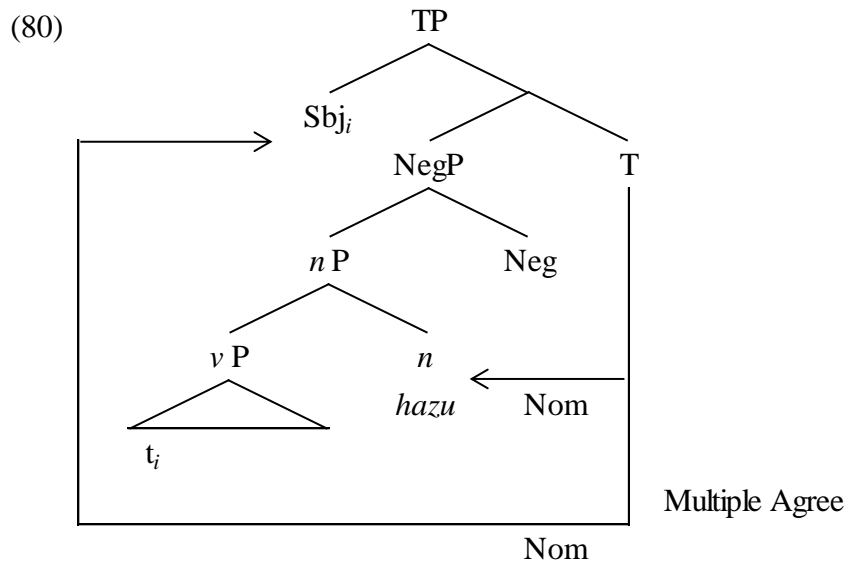 (80) TP
Sbji
NegP T
nP Neg
vP n
hazu Nom
ti
Multiple Agree
Nom